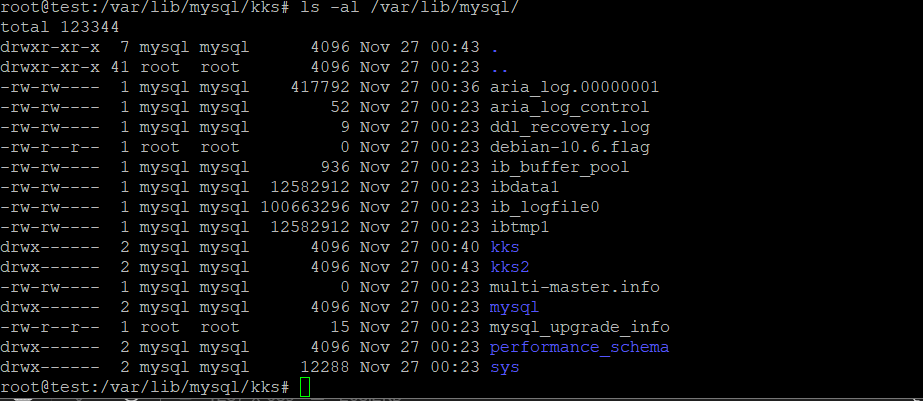 root@test:/var/lib/mysql/kks# ls -al /var/lib/mysql/
total 123344
drwxr-xr-x  7 mysql mysql      4096 Nov 27 00:43 .
drwxr-xr-x 41 root  root       4096 Nov 27 00:23 ..
-rw-rw----  1 mysql mysql    417792 Nov 27 00:36 aria_log.00000001
-rw-rw----  1 mysql mysql        52 Nov 27 00:23 aria_log_control
-rw-rw----  1 mysql mysql         9 Nov 27 00:23 ddl_recovery.log
-rw-r--r--  1 root  root          0 Nov 27 00:23 debian-10.6.flag
-rw-rw----  1 mysql mysql       936 Nov 27 00:23 ib_buffer_pool
-rw-rw----  1 mysql mysql  12582912 Nov 27 00:23 ibdata1
-rw-rw----  1 mysql mysql 100663296 Nov 27 00:23 ib_logfile0
-rw-rw----  1 mysql mysql  12582912 Nov 27 00:23 ibtmp1
drwx------  2 mysql mysql      4096 Nov 27 00:40 kks
drwx------  2 mysql mysql      4096 Nov 27 00:43 kks2
-rw-rw----  1 mysql mysql         0 Nov 27 00:23 multi-master.info
drwx------  2 mysql mysql      4096 Nov 27 00:23 mysql
-rw-r--r--  1 root  root         15 Nov 27 00:23 mysql_upgrade_info
drwx------  2 mysql mysql      4096 Nov 27 00:23 performance_schema
drwx------  2 mysql mysql     12288 Nov 27 00:23 sys
root@test:/var/lib/mysql/kks#